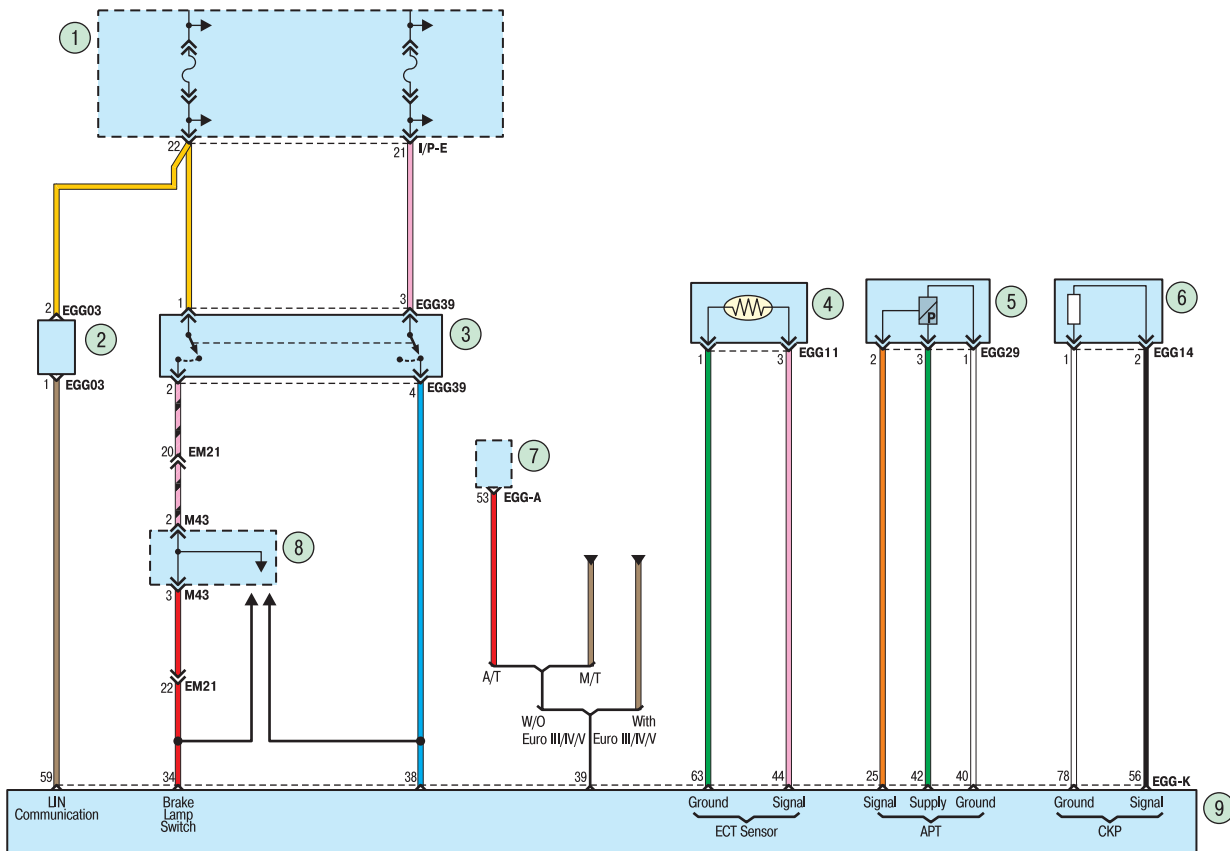 1
22
21
I/P-E
2
EGG03
1
3
EGG39
2
3
1
EGG03
2
4
EGG39
4
5
6
1
3
EGG11
2
3
1
EGG29
1
2
EGG14
20
EM21
7
53
EGG-A
2
M43
8
3
M43
A/T
M/T
22
EM21
W/O
Euro III/IV/V
With
Euro III/IV/V
59
34
38
39
63
44
25
42
40
78
56
EGG-K
LIN
Communication
Brake
Lamp
Switch
Ground
Signal
ECT Sensor
Signal
Supply
Ground
APT
Ground
Signal
CKP
9
P